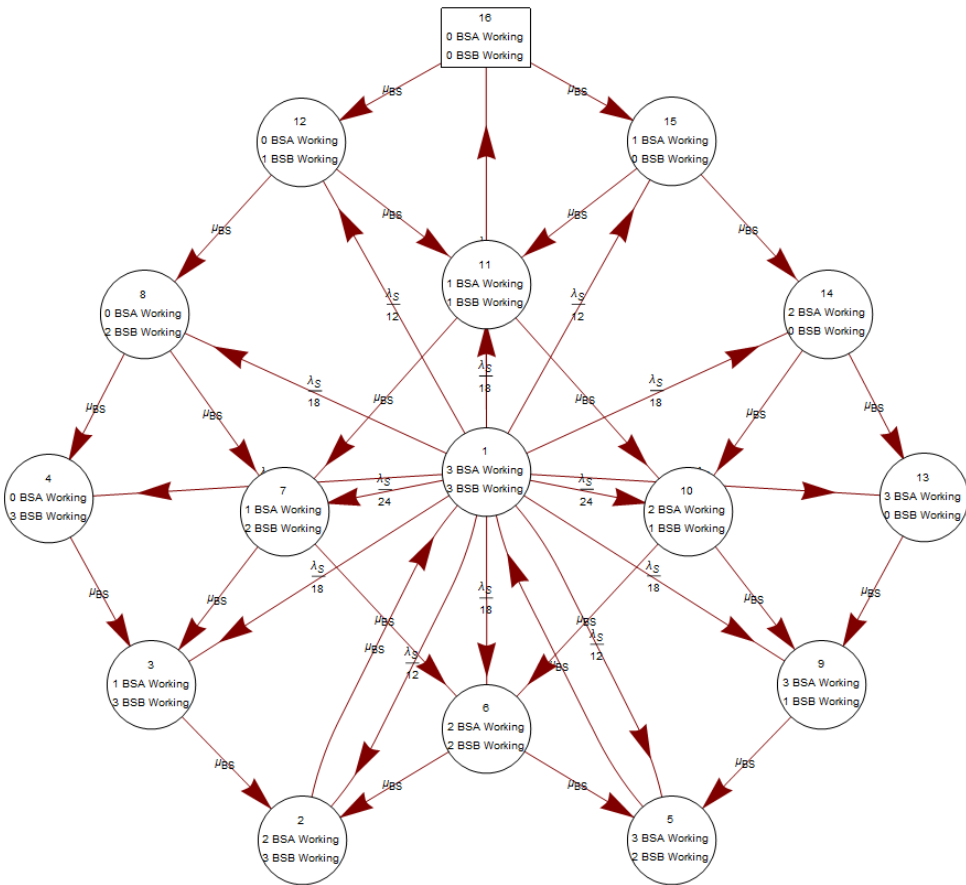 16
0 BSA Working
0 BSB Working
μBS
μBS
12
0 BSA Working
1 BSB Working
15
1 BSA Working
0 BSB Working
μBS
μBS
μBS
μBS
11
1 BSA Working
1 BSB Working
8
0 BSA Working
2 BSB Working
14
2 BSA Working
0 BSB Working
λS
12
λS
12
λS
18
λS
18
λS
18
μBS
μBS
μBS
μBS
μBS
μBS
1
3 BSA Working
3 BSB Working
4
0 BSA Working
3 BSB Working
7
1 BSA Working
2 BSB Working
10
2 BSA Working
1 BSB Working
13
3 BSA Working
0 BSB Working
λS
24
λS
24
λS
18
λS
18
λS
18
μBS
μBS
μBS
μBS
μBS
μBS
μBS
μBS
λS
12
λS
12
3
1 BSA Working
3 BSB Working
9
3 BSA Working
1 BSB Working
6
2 BSA Working
2 BSB Working
μBS
μBS
μBS
μBS
2
2 BSA Working
3 BSB Working
5
3 BSA Working
2 BSB Working